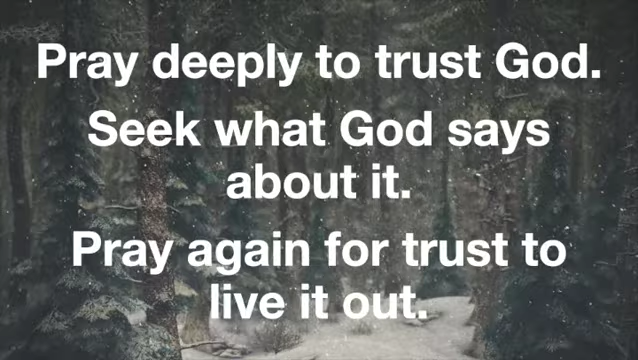 Pray deeply to trust God.
Seek what God says
about it.
Pray again for trust to
live it out.